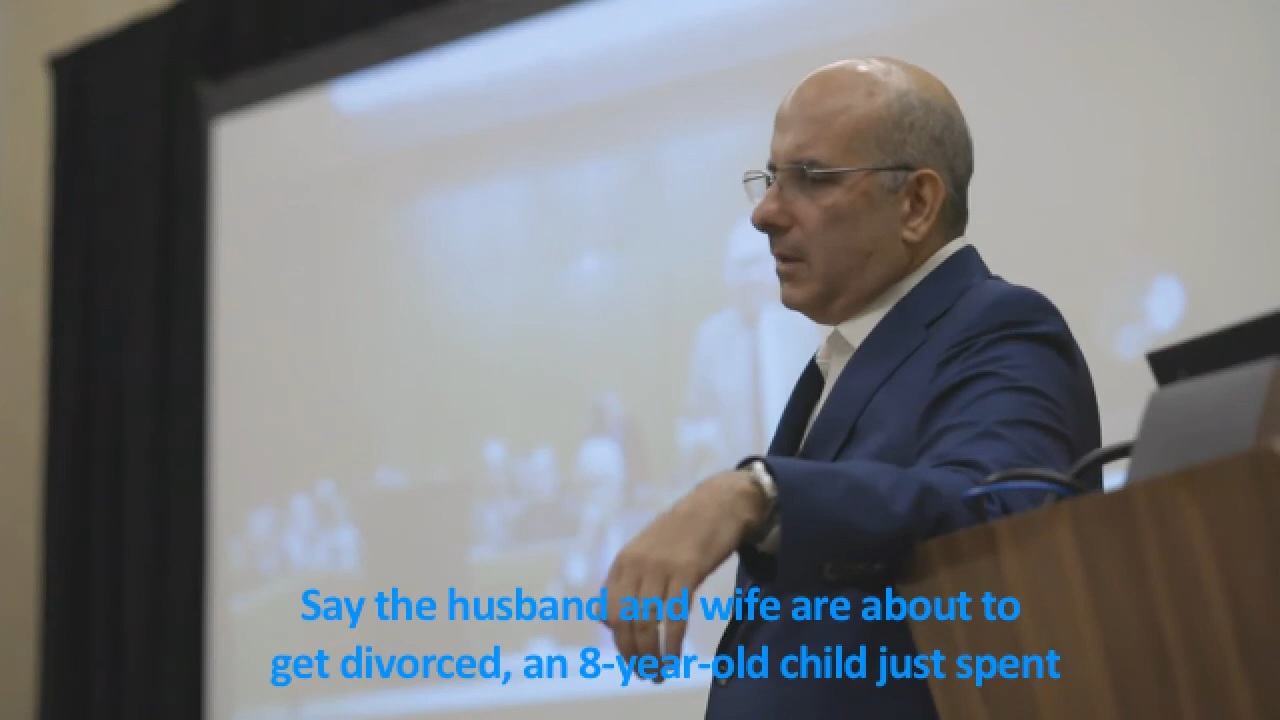 Say the husband and wife are about to
get divorced, an 8-year-old child just spent